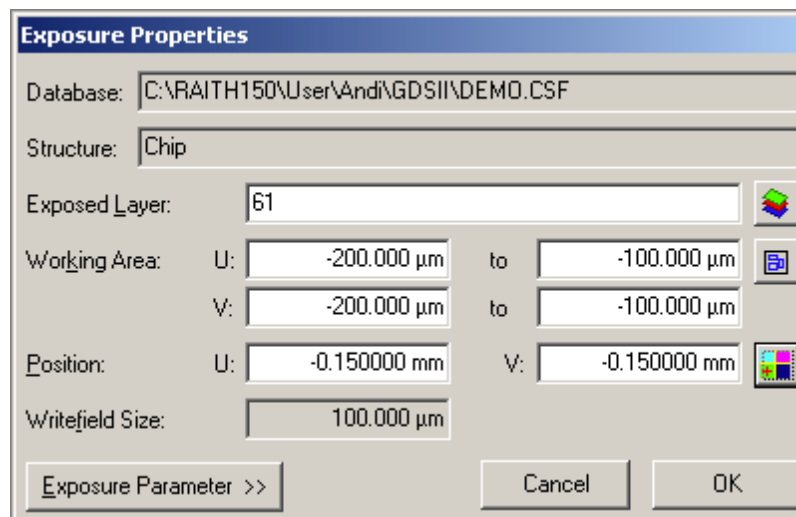 Exposure Properties
Database: C:\RAITH150\User\Andi\GDSII\DEMO.CSF
Structure: Chip
Exposed Layer: 61
Working Area: U: -200.000 µm to -100.000 µm
V: -200.000 µm to -100.000 µm
Position: U: -0.150000 mm V: -0.150000 mm
Writefield Size: 100.000 µm
Exposure Parameter >> Cancel OK